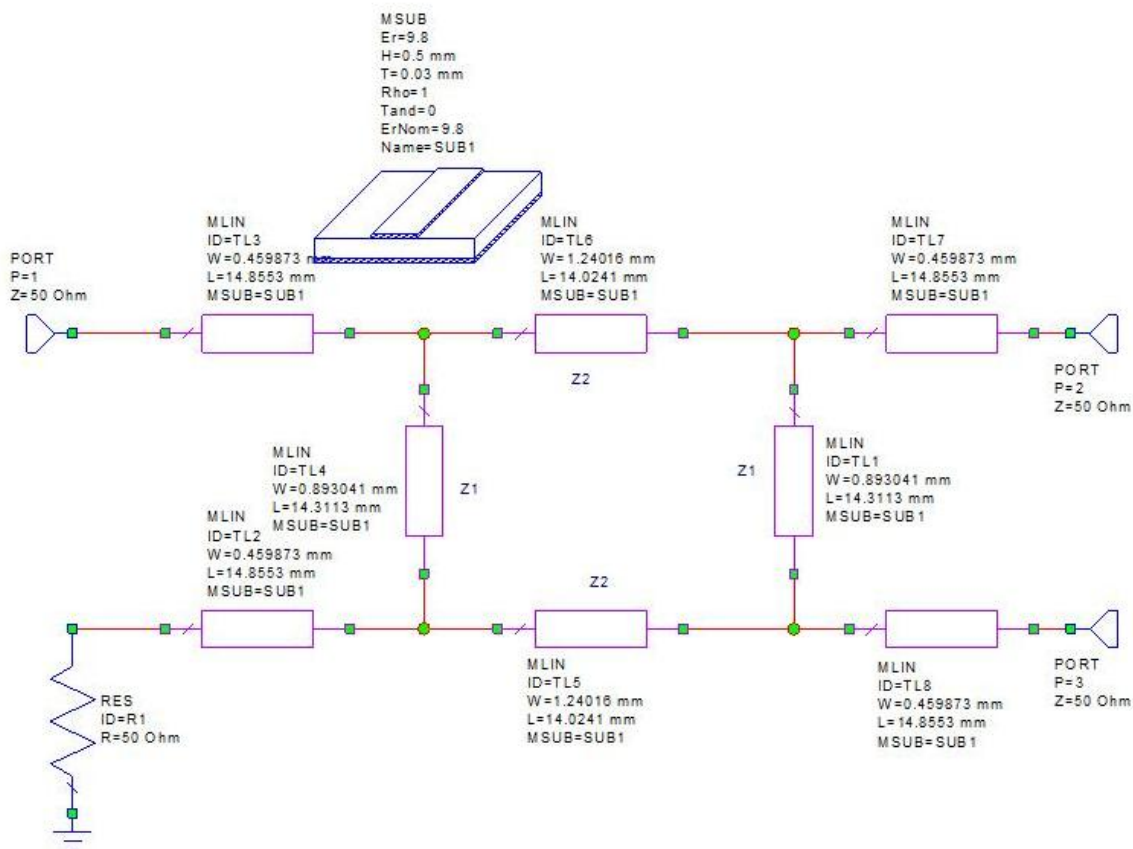 MSUB
Er=9.8
H=0.5 mm
T=0.03 mm
Rho=1
Tand=0
ErNom=9.8
Name=SUB1
PORT
P=1
Z=50 Ohm
MLIN
ID=TL3
W=0.459873 mm
L=14.8553 mm
MSUB=SUB1
MLIN
ID=TL6
W=1.24016 mm
L=14.0241 mm
MSUB=SUB1
Z2
MLIN
ID=TL7
W=0.459873 mm
L=14.8553 mm
MSUB=SUB1
PORT
P=2
Z=50 Ohm
MLIN
ID=TL4
W=0.893041 mm
L=14.3113 mm
MSUB=SUB1
Z1
Z1
MLIN
ID=TL1
W=0.893041 mm
L=14.3113 mm
MSUB=SUB1
MLIN
ID=TL2
W=0.459873 mm
L=14.8553 mm
MSUB=SUB1
Z2
MLIN
ID=TL5
W=1.24016 mm
L=14.0241 mm
MSUB=SUB1
MLIN
ID=TL8
W=0.459873 mm
L=14.8553 mm
MSUB=SUB1
PORT
P=3
Z=50 Ohm
RES
ID=R1
R=50 Ohm